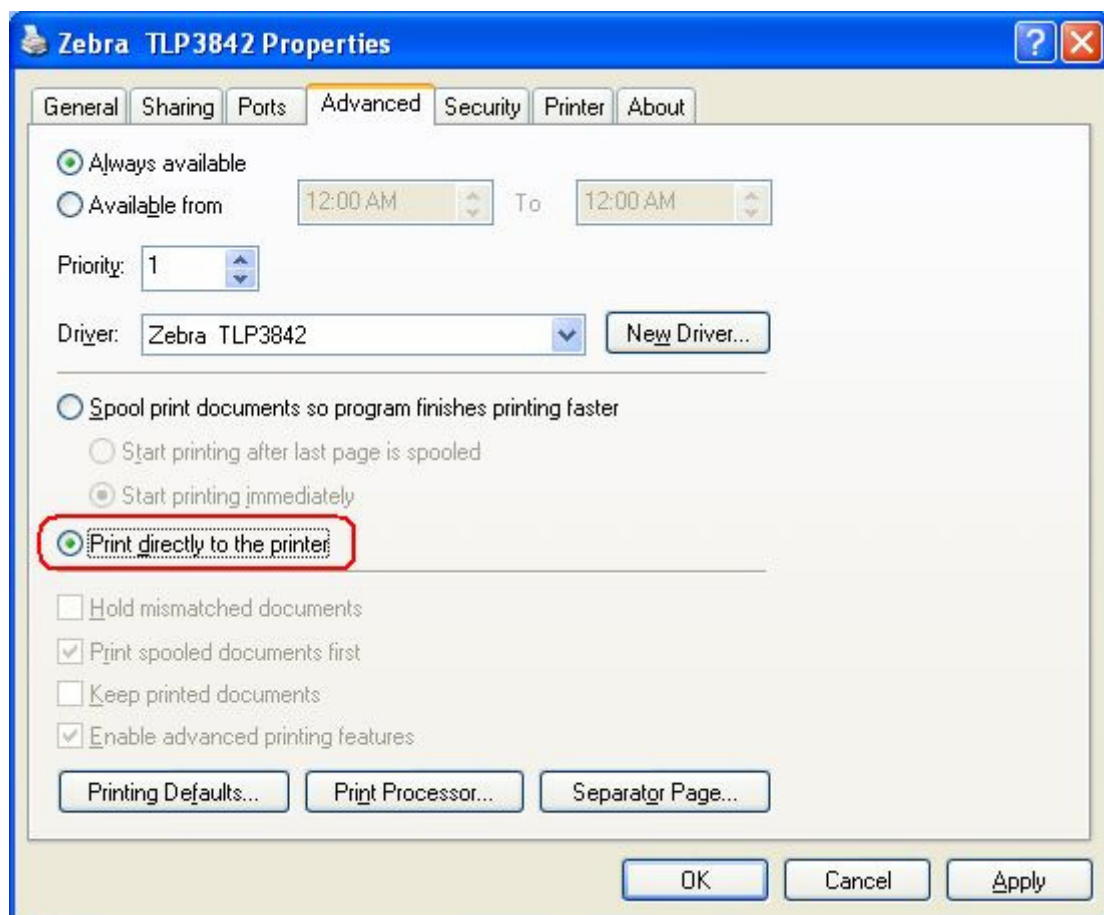 Zebra TLP3842 Properties
General Sharing Ports Advanced Security Printer About
Always available
Available from 12:00 AM To 12:00 AM
Priority: 1
Driver: Zebra TLP3842 New Driver...
Spool print documents so program finishes printing faster
Start printing after last page is spooled
Start printing immediately
Print directly to the printer
Hold mismatched documents
Print spooled documents first
Keep printed documents
Enable advanced printing features
Printing Defaults... Print Processor... Separator Page...
OK Cancel Apply